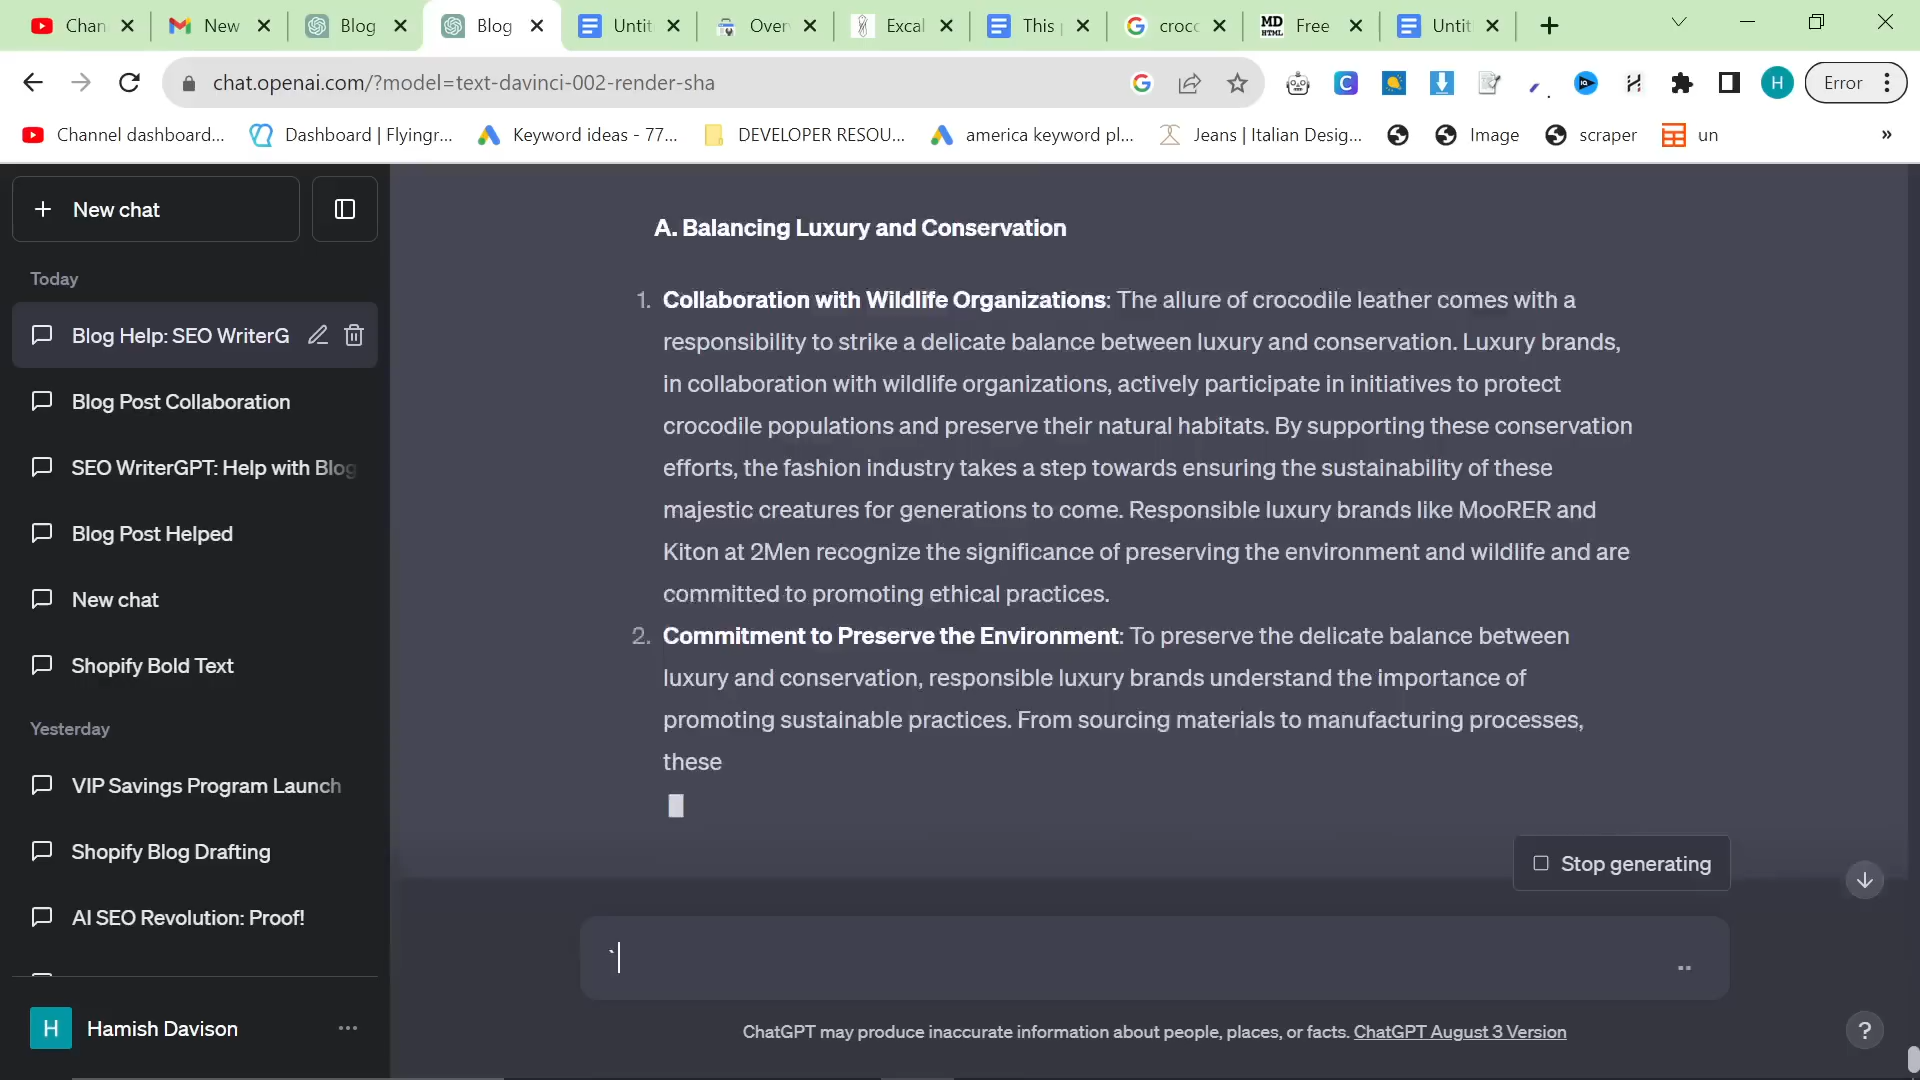 Chan
New
Blog
Blog
Untit
Over
Excal
This
croco
MD HTML Free
Untit
chat.openai.com/?model=text-davinci-002-render-sha
H
Error
Channel dashboard...
Dashboard | Flyingr...
Keyword ideas - 77...
DEVELOPER RESOU...
america keyword pl...
Jeans | Italian Desig...
Image
scraper
un
»
+ New chat
Today
Blog Help: SEO WriterG
Blog Post Collaboration
SEO WriterGPT: Help with Blog
Blog Post Helped
New chat
Shopify Bold Text
Yesterday
VIP Savings Program Launch
Shopify Blog Drafting
AI SEO Revolution: Proof!
H Hamish Davison ...
A. Balancing Luxury and Conservation
1. Collaboration with Wildlife Organizations: The allure of crocodile leather comes with a
responsibility to strike a delicate balance between luxury and conservation. Luxury brands,
in collaboration with wildlife organizations, actively participate in initiatives to protect
crocodile populations and preserve their natural habitats. By supporting these conservation
efforts, the fashion industry takes a step towards ensuring the sustainability of these
majestic creatures for generations to come. Responsible luxury brands like MooRER and
Kiton at 2Men recognize the significance of preserving the environment and wildlife and are
committed to promoting ethical practices.
2. Commitment to Preserve the Environment: To preserve the delicate balance between
luxury and conservation, responsible luxury brands understand the importance of
promoting sustainable practices. From sourcing materials to manufacturing processes,
these
Stop generating
`
ChatGPT may produce inaccurate information about people, places, or facts. ChatGPT August 3 Version
?